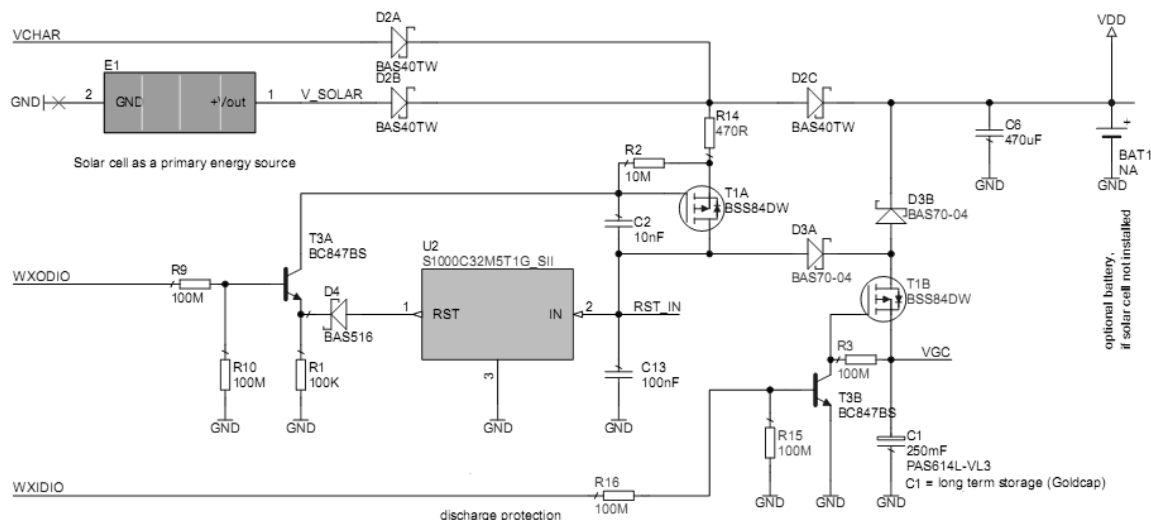 VCHAR
D2A
BAS40TW
VDD
E1
GND
2
GND
+Vout
1
V_SOLAR
D2B
BAS40TW
D2C
BAS40TW
R14
470R
C6
470uF
GND
+
BAT1
NA
GND
Solar cell as a primary energy source
R2
10M
T1A
BSS84DW
D3B
BAS70-04
C2
10nF
T3A
BC847BS
U2
S1000C32M5T1G_SII
D3A
BAS70-04
optional battery,
if solar cell not installed
WXODIO
R9
100M
D4
BAS516
1
RST
IN
2
RST_IN
3
GND
T1B
BSS84DW
R10
100M
GND
R1
100K
GND
C13
100nF
GND
R3
100M
VGC
T3B
BC847BS
R15
100M
GND
GND
C1
250mF
PAS614L-VL3
C1 = long term storage (Goldcap)
GND
WXIDIO
R16
100M
discharge protection